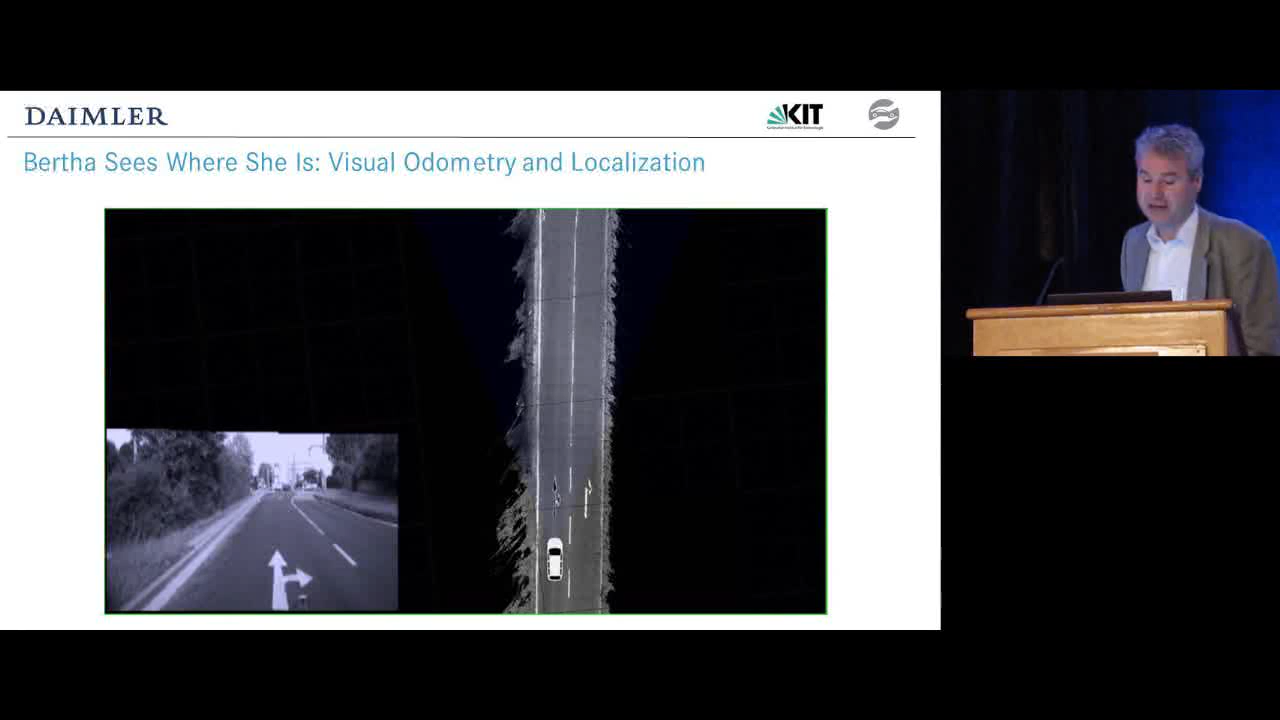 DAIMLER
KIT
Bertha Sees Where She Is: Visual Odometry and Localization